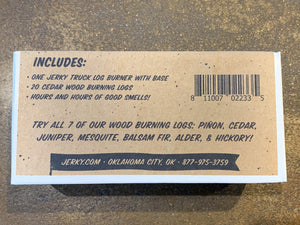 INCLUDES:
• ONE JERKY TRUCK LOG BURNER WITH BASE
• 20 CEDAR WOOD BURNING LOGS
• HOURS AND HOURS OF GOOD SMELLS!
8 11007 02233 5
TRY ALL 7 OF OUR WOOD BURNING LOGS: PIÑON, CEDAR,
JUNIPER, MESQUITE, BALSAM FIR, ALDER, & HICKORY!
JERKY.COM • OKLAHOMA CITY, OK • 877-975-3759